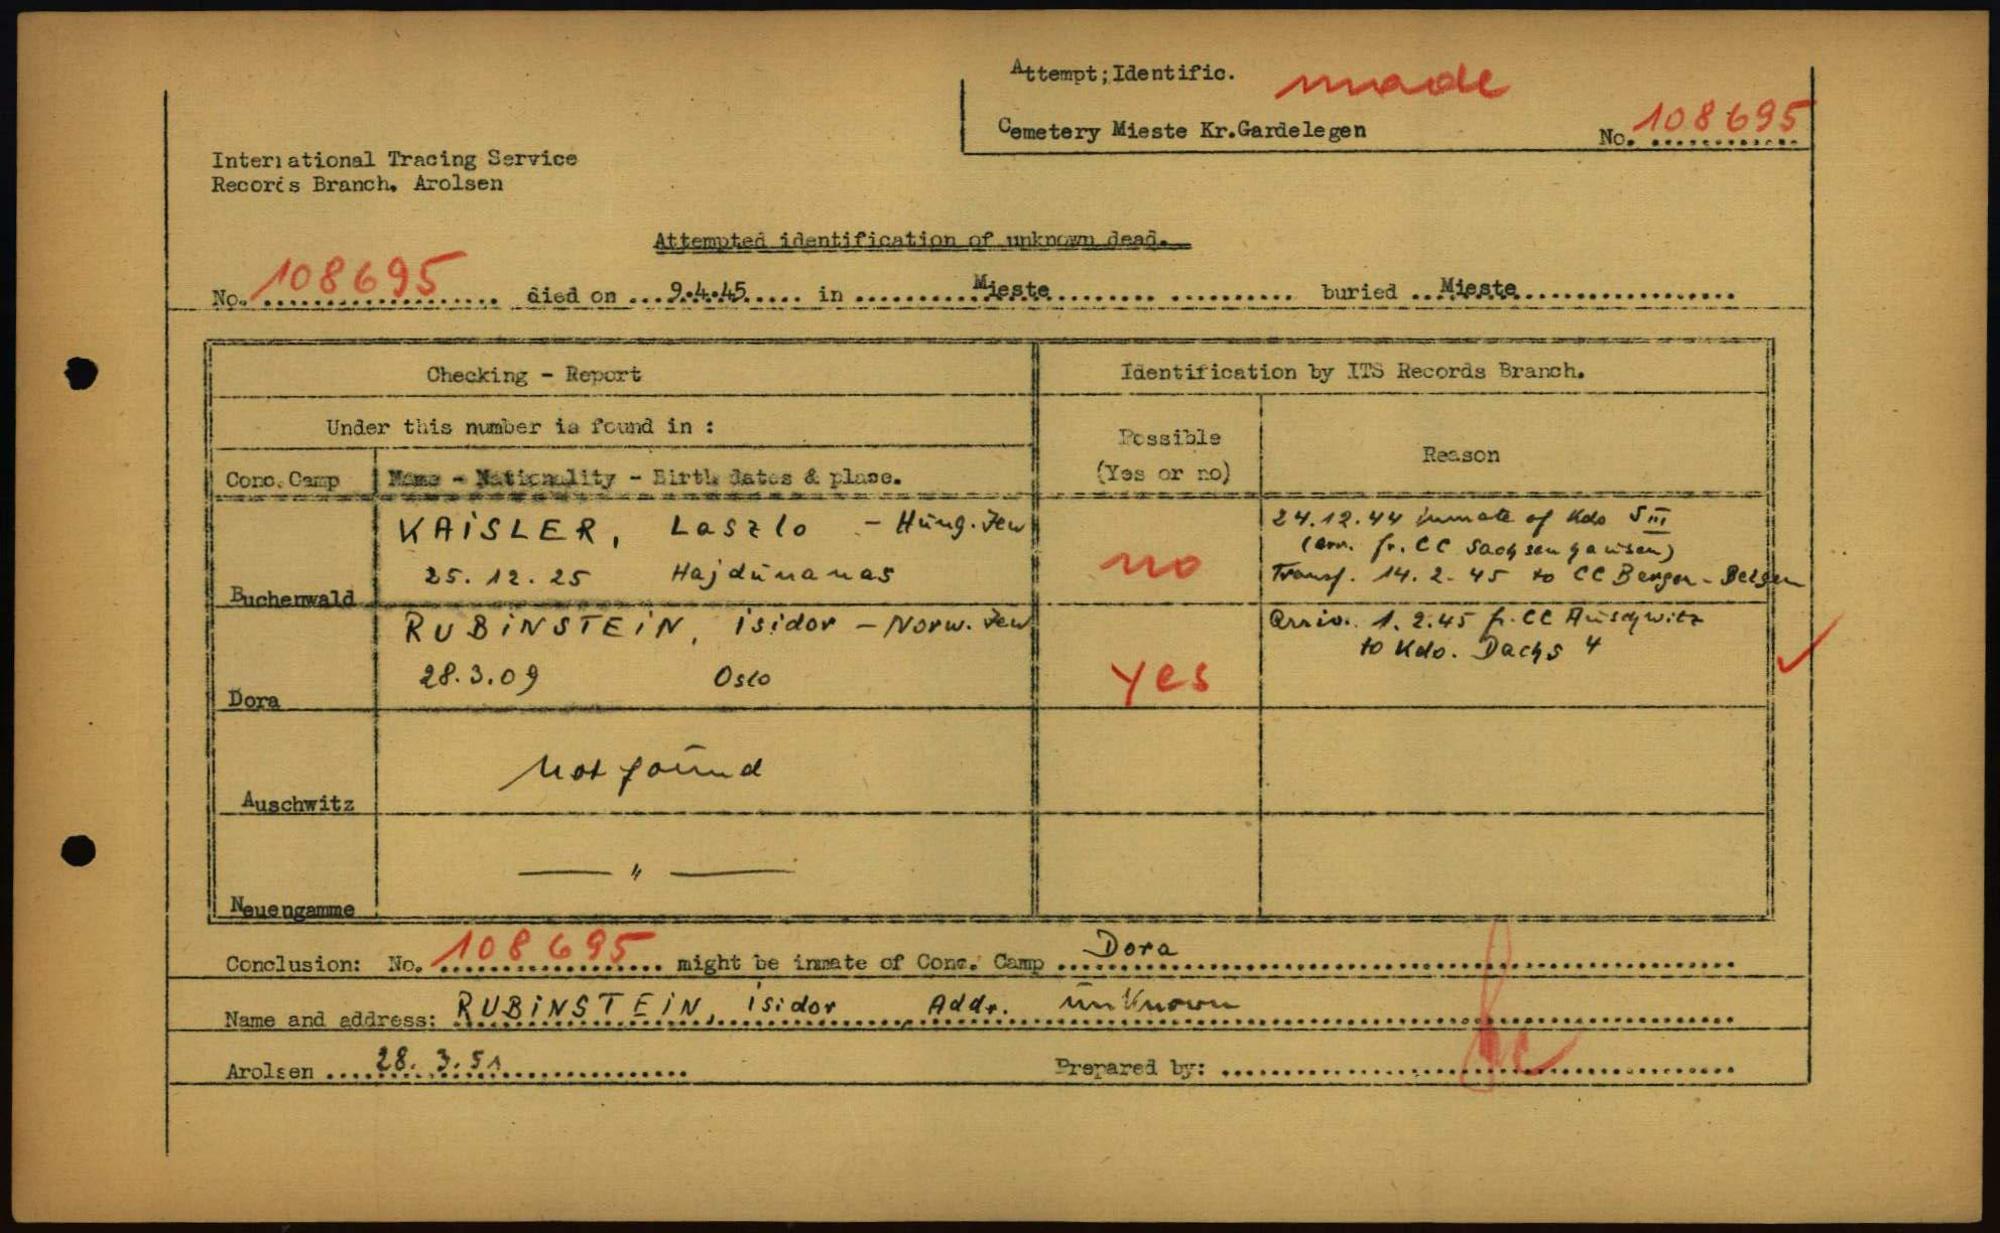 Attempt; Identific. made
Cemetery Mieste Kr.Gardelegen No. 108695
International Tracing Service
Records Branch. Arolsen
Attempted identification of unknown dead.
No. 108695 died on 9.4.45 in Mieste buried Mieste
Checking - Report
Identification by ITS Records Branch.
Under this number is found in :
Possible
(Yes or no)
Reason
Conc. Camp
Name - Nationality - Birth dates & place.
KAISLER, Laszlo - Hung. Jew
25. 12. 25 Hajdunanas
Buchenwald
no
24.12.44 inmate of Kdo S III
(arr. fr. CC Sachsenhausen)
Transf. 14. 2. 45 to CC Bergen-Belsen
RUBINSTEIN, Isidor - Norw. Jew
28.3.09 Oslo
Dora
yes
Arriv. 1. 2.45 fr. CC Auschwitz
to Kdo. Dachs 4
Not found
Auschwitz
— " —
Neuengamme
Conclusion: No. 108695 might be inmate of Conc. Camp Dora
Name and address: RUBINSTEIN, Isidor Addr. unknown
Arolsen 28. 3. 51 Prepared by: